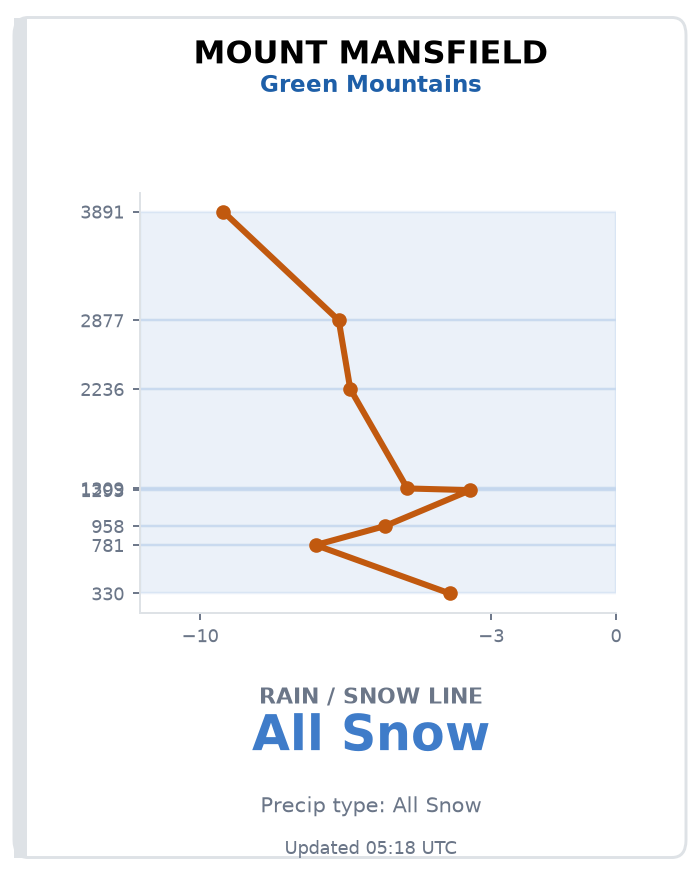 MOUNT MANSFIELD
Green Mountains
3891
2877
2236
958
781
330
−10
−3
0
RAIN / SNOW LINE
All Snow
Precip type: All Snow
Updated 05:18 UTC